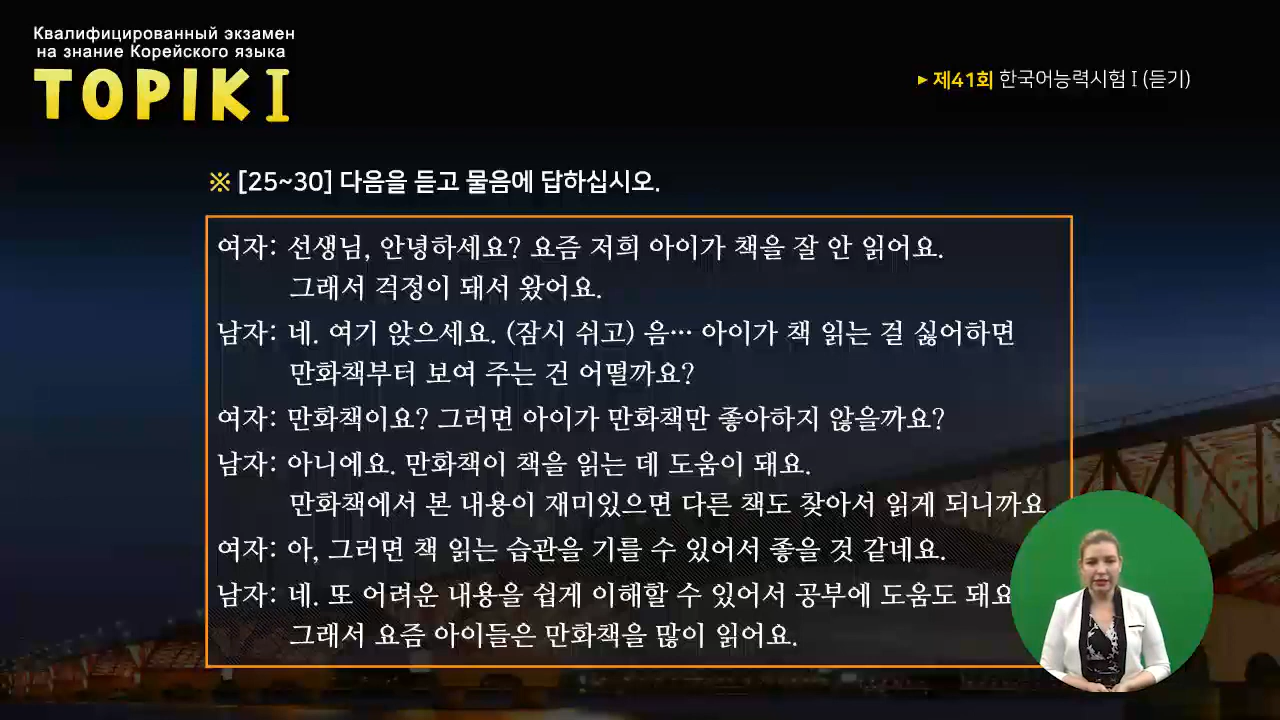 Квалифицированный экзамен
на знание Корейского языка
TOPIK I
▸ 제41회 한국어능력시험 I (듣기)
※ [25~30] 다음을 듣고 물음에 답하십시오.
여자: 선생님, 안녕하세요? 요즘 저희 아이가 책을 잘 안 읽어요.
그래서 걱정이 돼서 왔어요.
남자: 네. 여기 앉으세요. (잠시 쉬고) 음… 아이가 책 읽는 걸 싫어하면
만화책부터 보여 주는 건 어떨까요?
여자: 만화책이요? 그러면 아이가 만화책만 좋아하지 않을까요?
남자: 아니에요. 만화책이 책을 읽는 데 도움이 돼요.
만화책에서 본 내용이 재미있으면 다른 책도 찾아서 읽게 되니까요
여자: 아, 그러면 책 읽는 습관을 기를 수 있어서 좋을 것 같네요.
남자: 네. 또 어려운 내용을 쉽게 이해할 수 있어서 공부에 도움도 돼요
그래서 요즘 아이들은 만화책을 많이 읽어요.